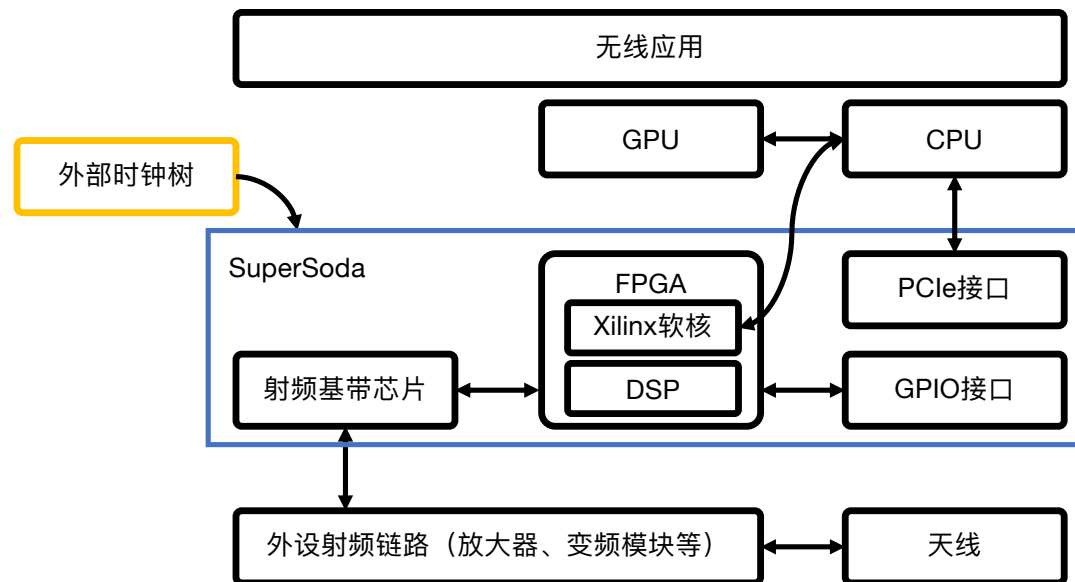 无线应用
GPU
CPU
外部时钟树
SuperSoda
FPGA
PCIe接口
Xilinx软核
射频基带芯片
DSP
GPIO接口
外设射频链路（放大器、变频模块等）
天线